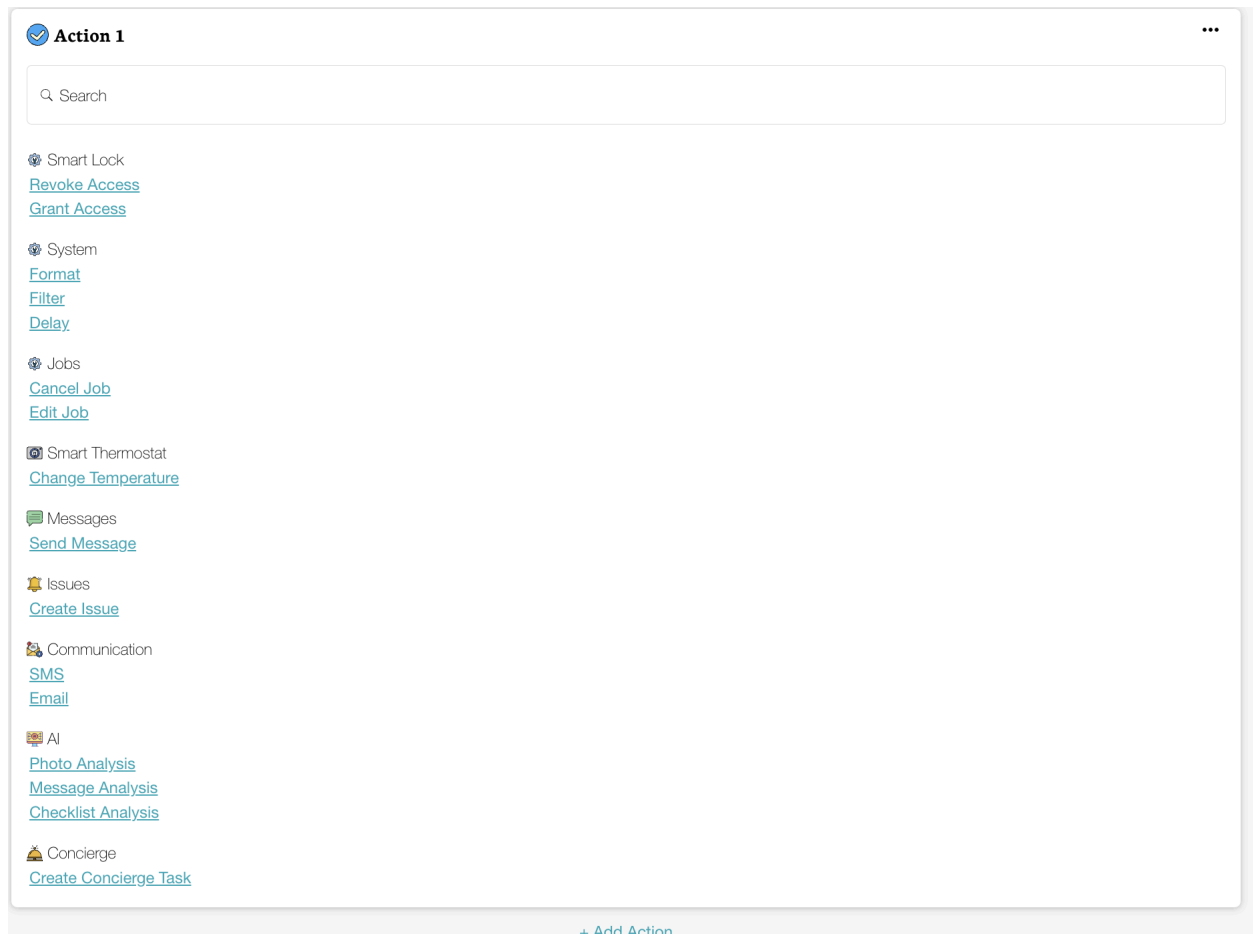 Action 1
Search
Smart Lock
Revoke Access
Grant Access
System
Format
Filter
Delay
Jobs
Cancel Job
Edit Job
Smart Thermostat
Change Temperature
Messages
Send Message
Issues
Create Issue
Communication
SMS
Email
AI
Photo Analysis
Message Analysis
Checklist Analysis
Concierge
Create Concierge Task
+ Add Action